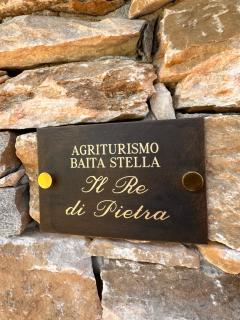 AGRITURISMO
BAITA STELLA
Il Re
di Pietra